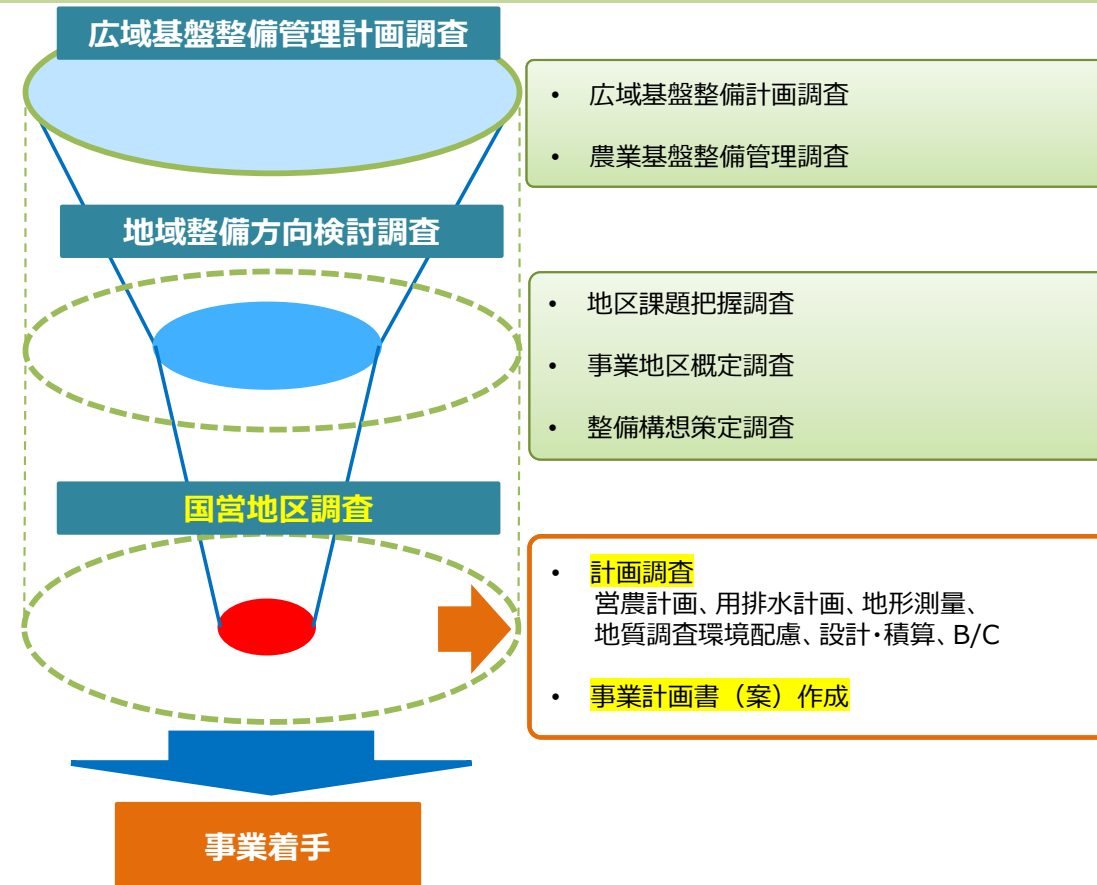 広域基盤整備管理計画調査
• 広域基盤整備計画調査
• 農業基盤整備管理調査
地域整備方向検討調査
• 地区課題把握調査
• 事業地区概定調査
• 整備構想策定調査
国営地区調査
• 計画調査
営農計画、用排水計画、地形測量、
地質調査環境配慮、設計・積算、B/C
• 事業計画書（案）作成
事業着手